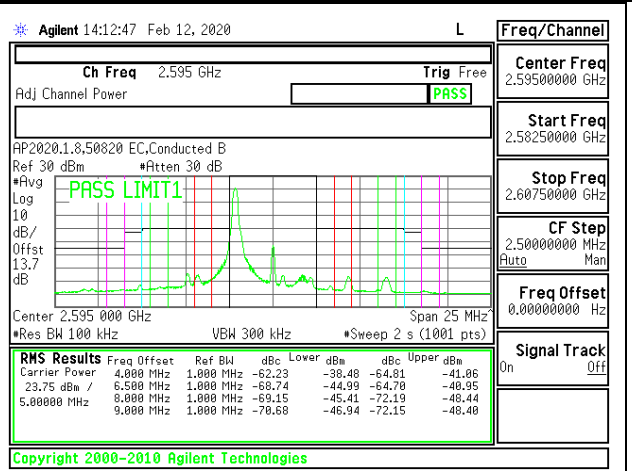 Agilent 14:12:47 Feb 12, 2020 L Freq/Channel
Ch Freq 2.595 GHz Trig Free
Adj Channel Power PASS
AP2020.1.8,50820 EC,Conducted B
Ref 30 dBm #Atten 30 dB
#Avg
Log
10
dB/
Offst
13.7
dB
PASS LIMIT1
Center 2.595 000 GHz Span 25 MHz
#Res BW 100 kHz VBW 300 kHz #Sweep 2 s (1001 pts)
RMS Results Freq Offset Ref BW dBc Lower dBm dBc Upper dBm
Carrier Power 4.000 MHz 1.000 MHz -62.23 -38.48 -64.81 -41.06
23.75 dBm / 6.500 MHz 1.000 MHz -68.74 -44.99 -64.70 -40.95
5.00000 MHz 8.000 MHz 1.000 MHz -69.15 -45.41 -72.19 -48.44
9.000 MHz 1.000 MHz -70.68 -46.94 -72.15 -48.40
Copyright 2000-2010 Agilent Technologies
Center Freq
2.59500000 GHz
Start Freq
2.58250000 GHz
Stop Freq
2.60750000 GHz
CF Step
2.50000000 MHz
Auto Man
Freq Offset
0.00000000 Hz
Signal Track
On Off